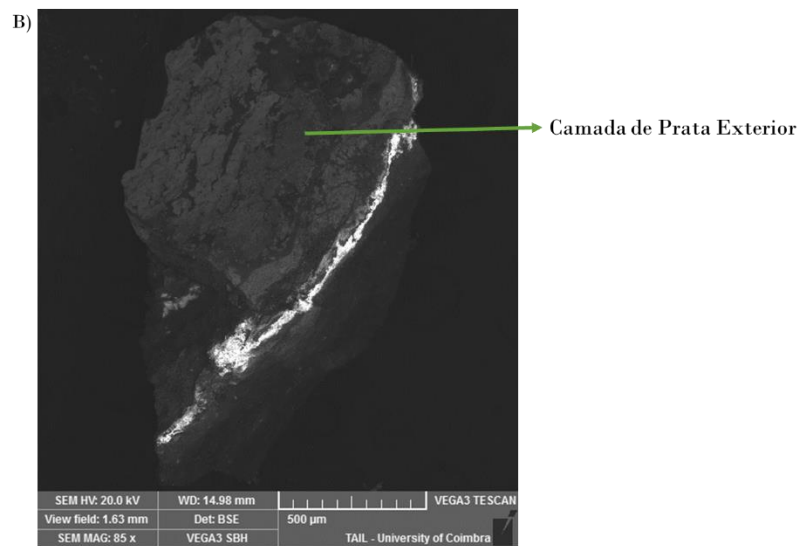 B)
Camada de Prata Exterior
SEM HV: 20.0 kV WD: 14.98 mm VEGA3 TESCAN
View field: 1.63 mm Det: BSE 500 µm
SEM MAG: 85 x VEGA3 SBH TAIL - University of Coimbra